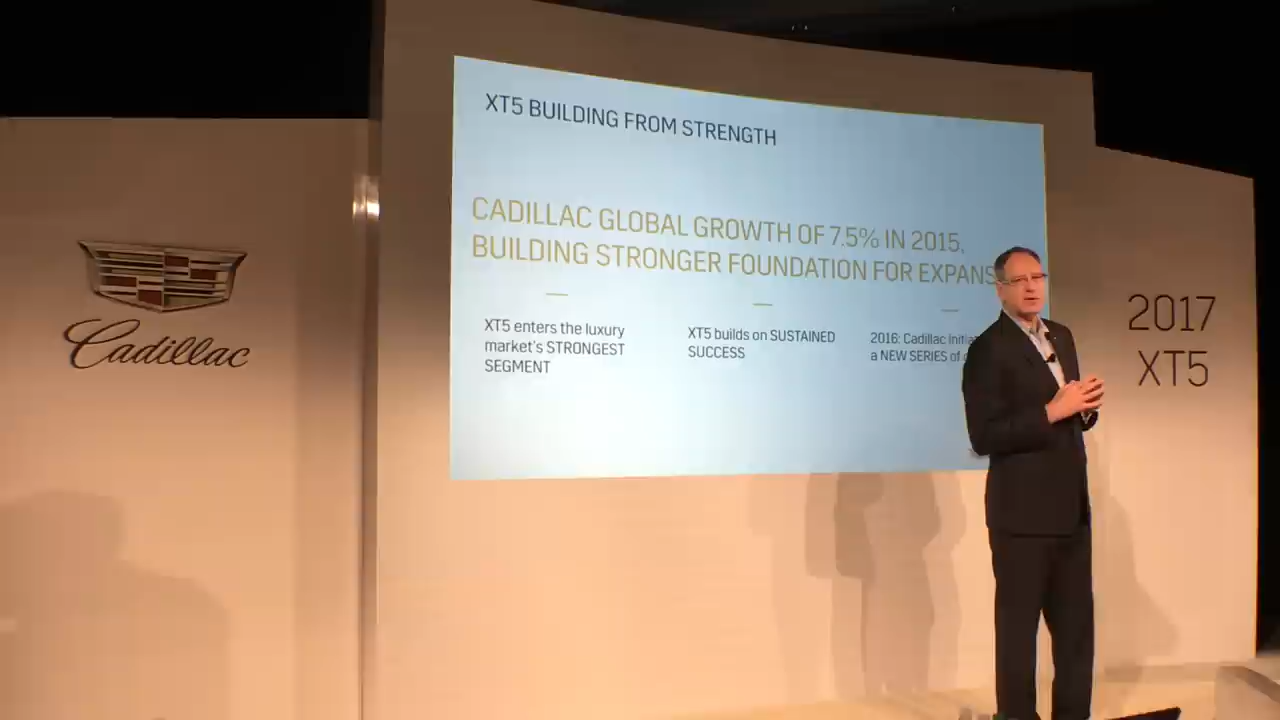 XT5 BUILDING FROM STRENGTH
CADILLAC GLOBAL GROWTH OF 7.5% IN 2015,
BUILDING STRONGER FOUNDATION FOR EXPANS
XT5 enters the luxury
market's STRONGEST
SEGMENT
XT5 builds on SUSTAINED
SUCCESS
2016: Cadillac
a NEW SERIES of
Cadillac
2017
XT5